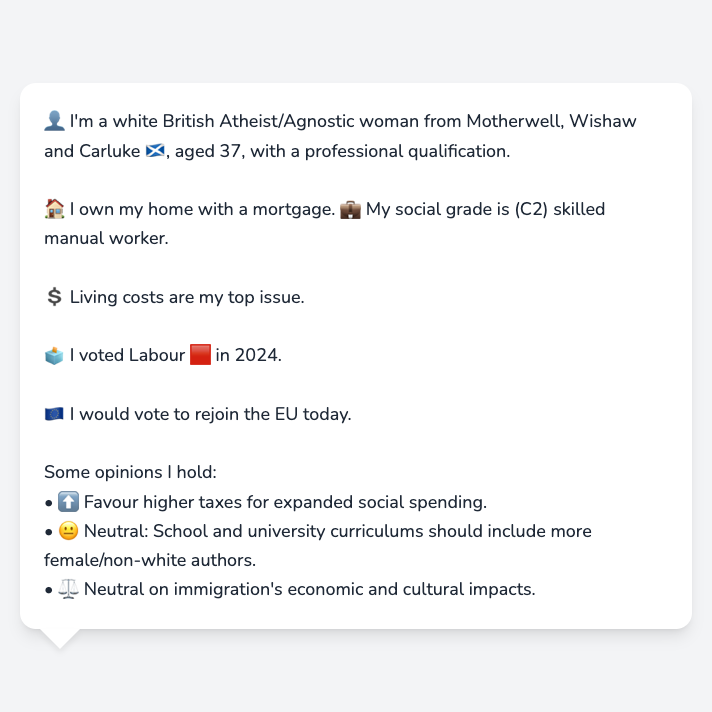 👤 I'm a white British Atheist/Agnostic woman from Motherwell, Wishaw
and Carluke 🏴󠁧󠁢󠁳󠁣󠁴󠁿, aged 37, with a professional qualification.
🏠 I own my home with a mortgage. 💼 My social grade is (C2) skilled
manual worker.
💲 Living costs are my top issue.
🗳️ I voted Labour 🟥 in 2024.
🇪🇺 I would vote to rejoin the EU today.
Some opinions I hold:
• ⬆️ Favour higher taxes for expanded social spending.
• 😐 Neutral: School and university curriculums should include more
female/non-white authors.
• ⚖️ Neutral on immigration's economic and cultural impacts.